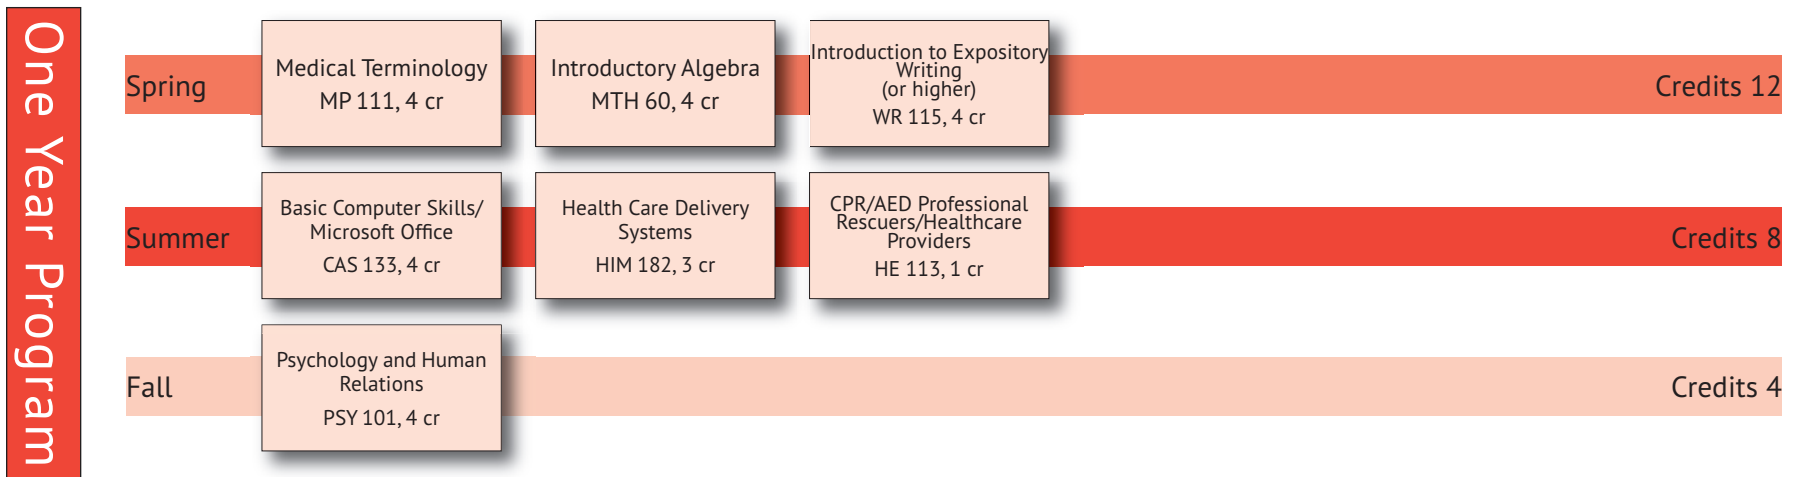 One Year Program
Spring
Medical Terminology
MP 111, 4 cr
Introductory Algebra
MTH 60, 4 cr
Introduction to Expository
Writing
(or higher)
WR 115, 4 cr
Credits 12
Summer
Basic Computer Skills/
Microsoft Office
CAS 133, 4 cr
Health Care Delivery
Systems
HIM 182, 3 cr
CPR/AED Professional
Rescuers/Healthcare
Providers
HE 113, 1 cr
Credits 8
Fall
Psychology and Human
Relations
PSY 101, 4 cr
Credits 4